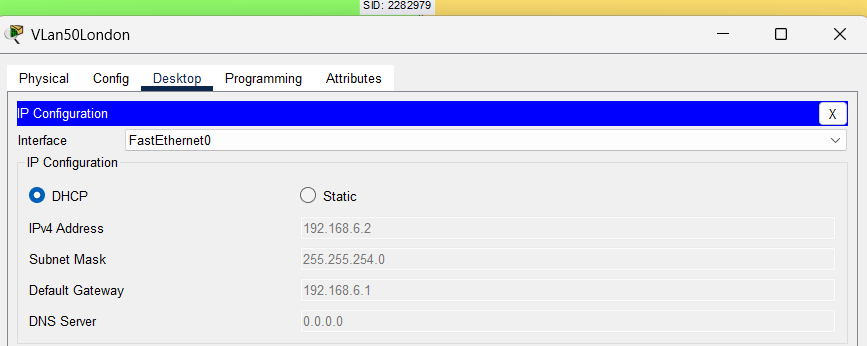 SID: 2282979
VLan50London
Physical Config Desktop Programming Attributes
IP Configuration X
Interface FastEthernet0
IP Configuration
DHCP Static
IPv4 Address 192.168.6.2
Subnet Mask 255.255.254.0
Default Gateway 192.168.6.1
DNS Server 0.0.0.0